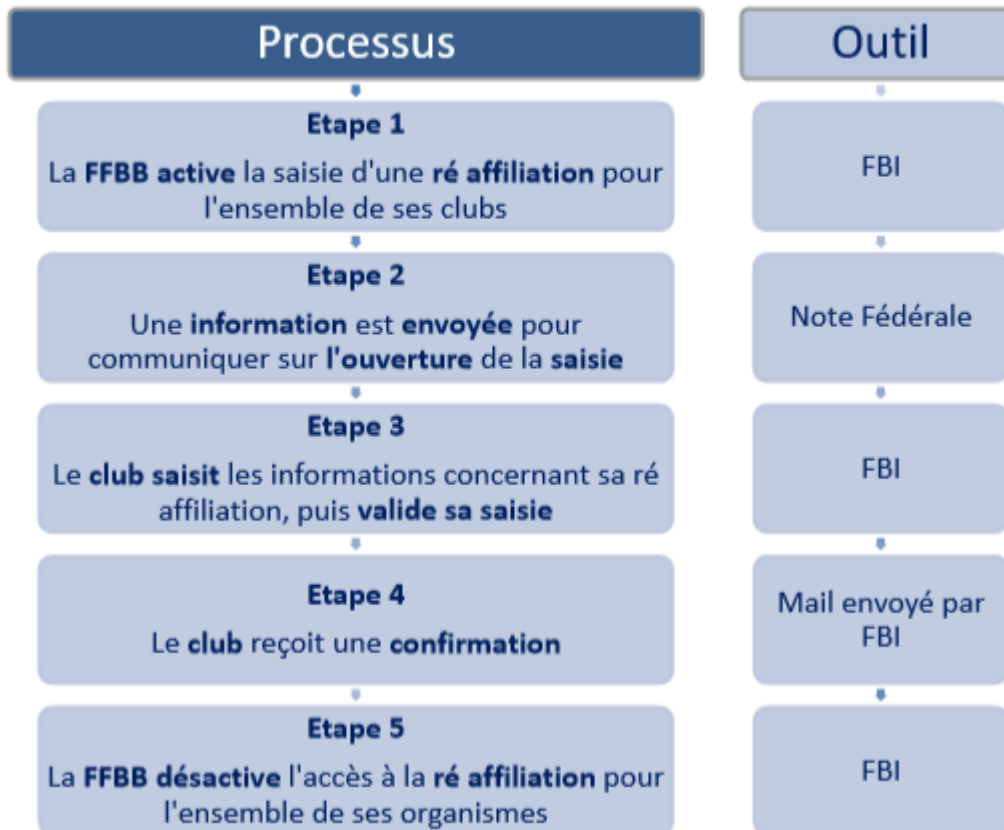 Processus
Outil
Etape 1
La FFBB active la saisie d'une ré affiliation pour
l'ensemble de ses clubs
FBI
Etape 2
Une information est envoyée pour
communiquer sur l'ouverture de la saisie
Note Fédérale
Etape 3
Le club saisit les informations concernant sa ré
affiliation, puis valide sa saisie
FBI
Etape 4
Le club reçoit une confirmation
Mail envoyé par
FBI
Etape 5
La FFBB désactive l'accès à la ré affiliation pour
l'ensemble de ses organismes
FBI